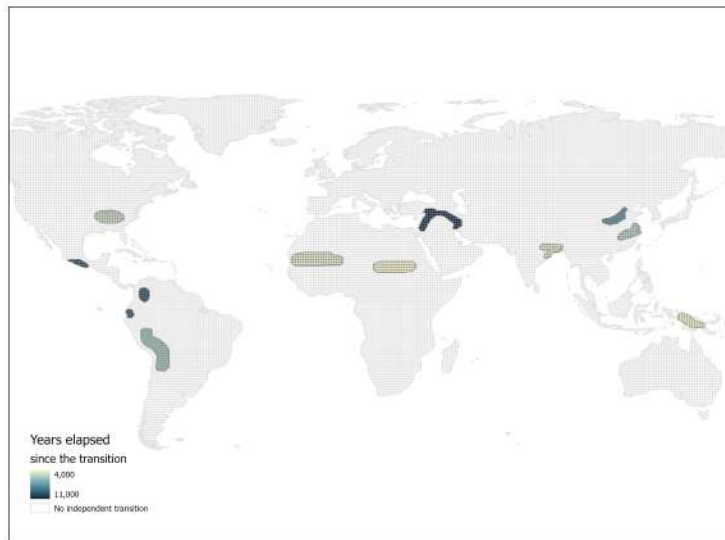 Years elapsed
since the transition
4,000
11,000
No independent transition